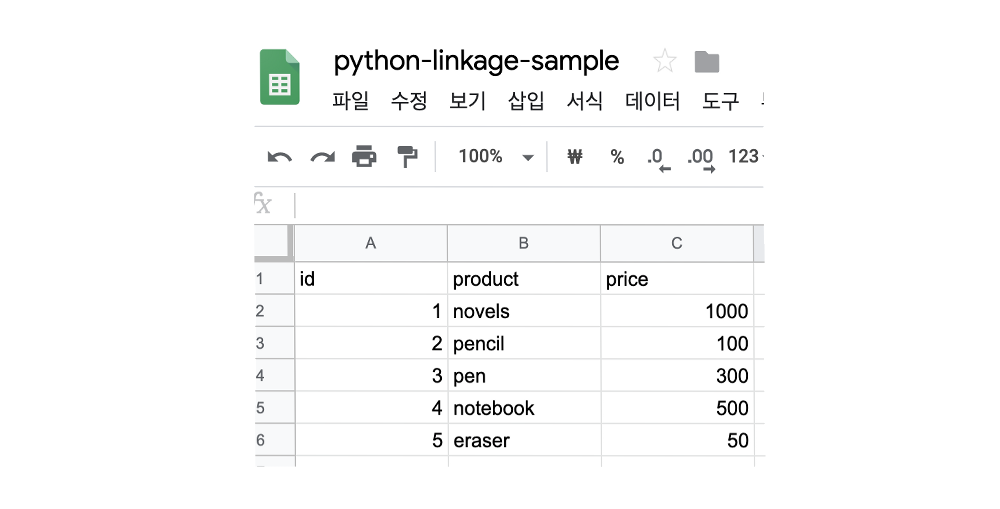 python-linkage-sample
파일 수정 보기 삽입 서식 데이터 도구
100% ₩ % .0 .00 123
fx
A B C
1 id product price
2 1 novels 1000
3 2 pencil 100
4 3 pen 300
5 4 notebook 500
6 5 eraser 50